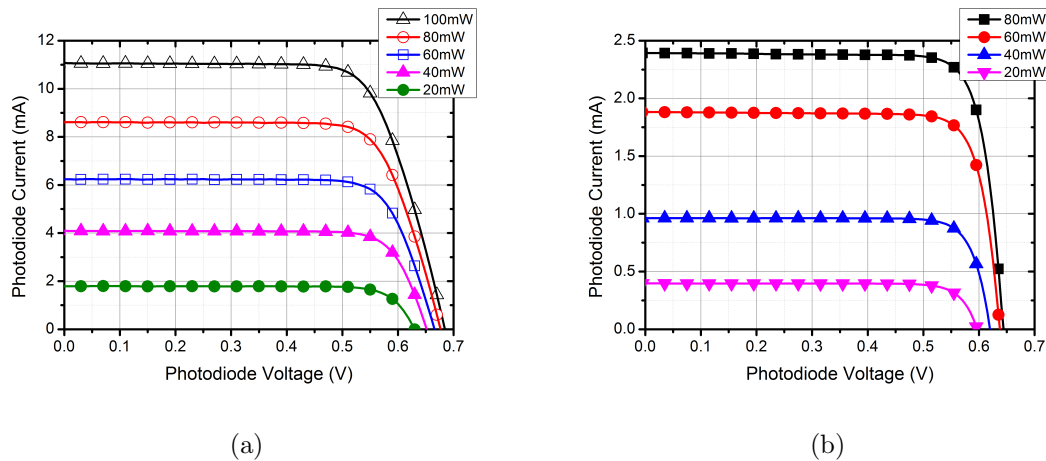 100mW
80mW
60mW
40mW
20mW
12
10
8
6
4
2
0
Photodiode Current (mA)
0.0 0.1 0.2 0.3 0.4 0.5 0.6 0.7
Photodiode Voltage (V)
(a)
80mW
60mW
40mW
20mW
2.5
2.0
1.5
1.0
0.5
0.0
Photodiode Current (mA)
0.0 0.1 0.2 0.3 0.4 0.5 0.6 0.7
Photodiode Voltage (V)
(b)